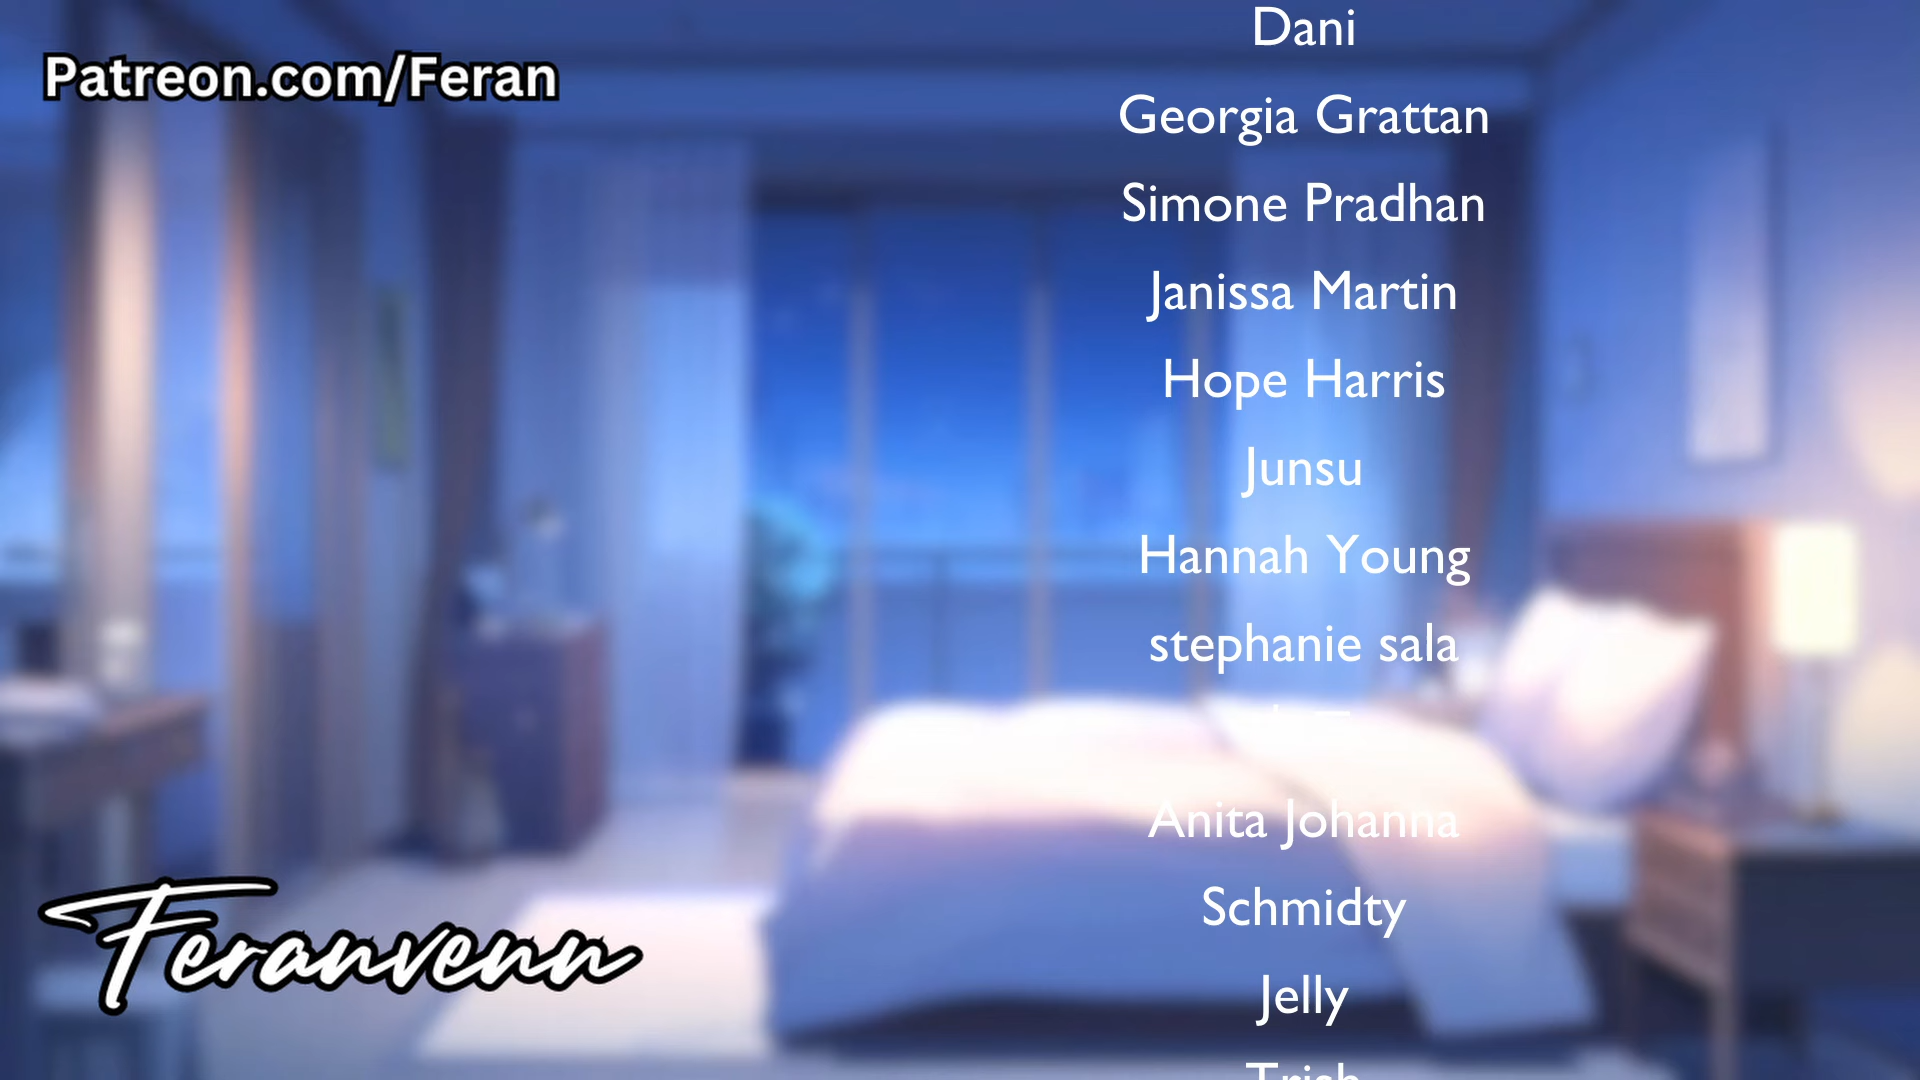 Patreon.com/Feran
Dani
Georgia Grattan
Simone Pradhan
Janissa Martin
Hope Harris
Junsu
Hannah Young
stephanie sala
Anita Johanna
Schmidty
Jelly
Trish
Feranvenn